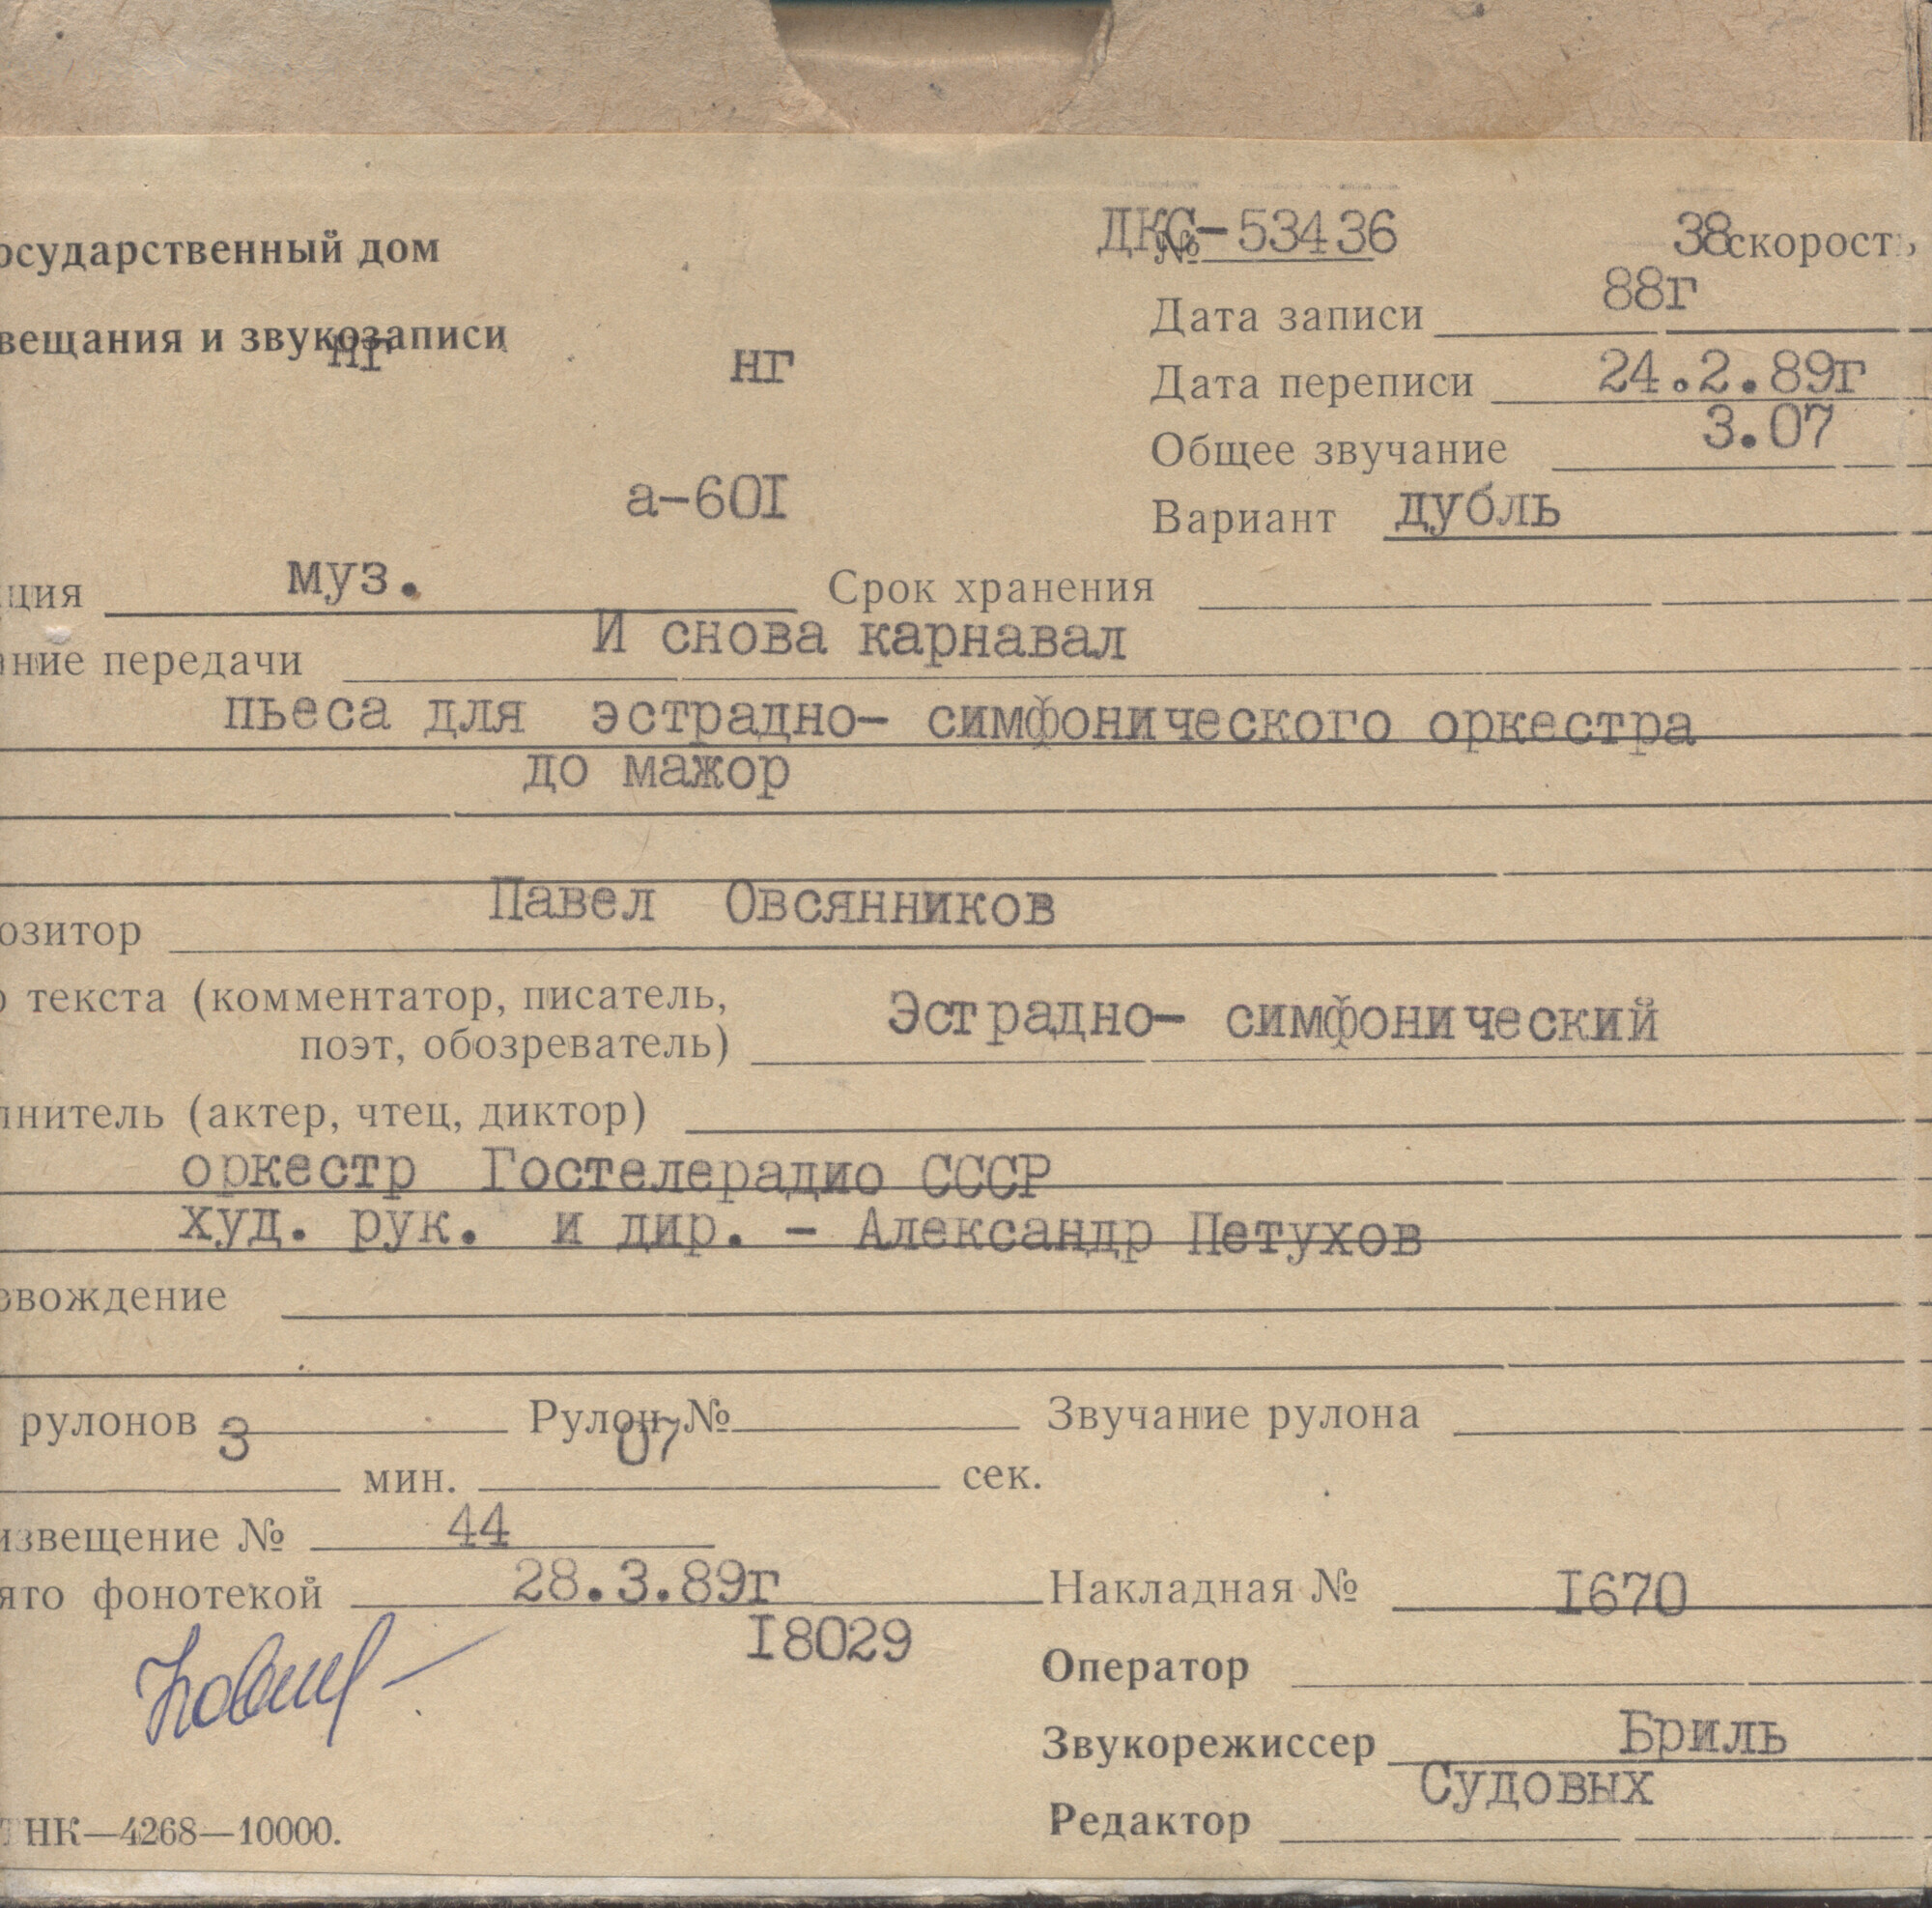 осударственный дом
ДКС-53436
№
38 скорость
вещания и звукозаписи
нг
нг
Дата записи 88г
Дата переписи 24.2.89г
Общее звучание 3.07
а-60I
Вариант дубль
ция муз. Срок хранения
ание передачи И снова карнавал
пьеса для эстрадно- симфонического оркестра
до мажор
озитор Павел Овсянников
р текста (комментатор, писатель,
поэт, обозреватель) Эстрадно- симфонический
лнитель (актер, чтец, диктор)
оркестр Гостелерадио СССР
худ. рук. и дир. - Александр Петухов
овождение
рулонов Рулон № Звучание рулона
3 мин. 07 сек.
извещение № 44
ято фонотекой 28.3.89г Накладная № I670
I8029
Оператор
Звукорежиссер Бриль
Редактор Судовых
ТНК—4268—10000.